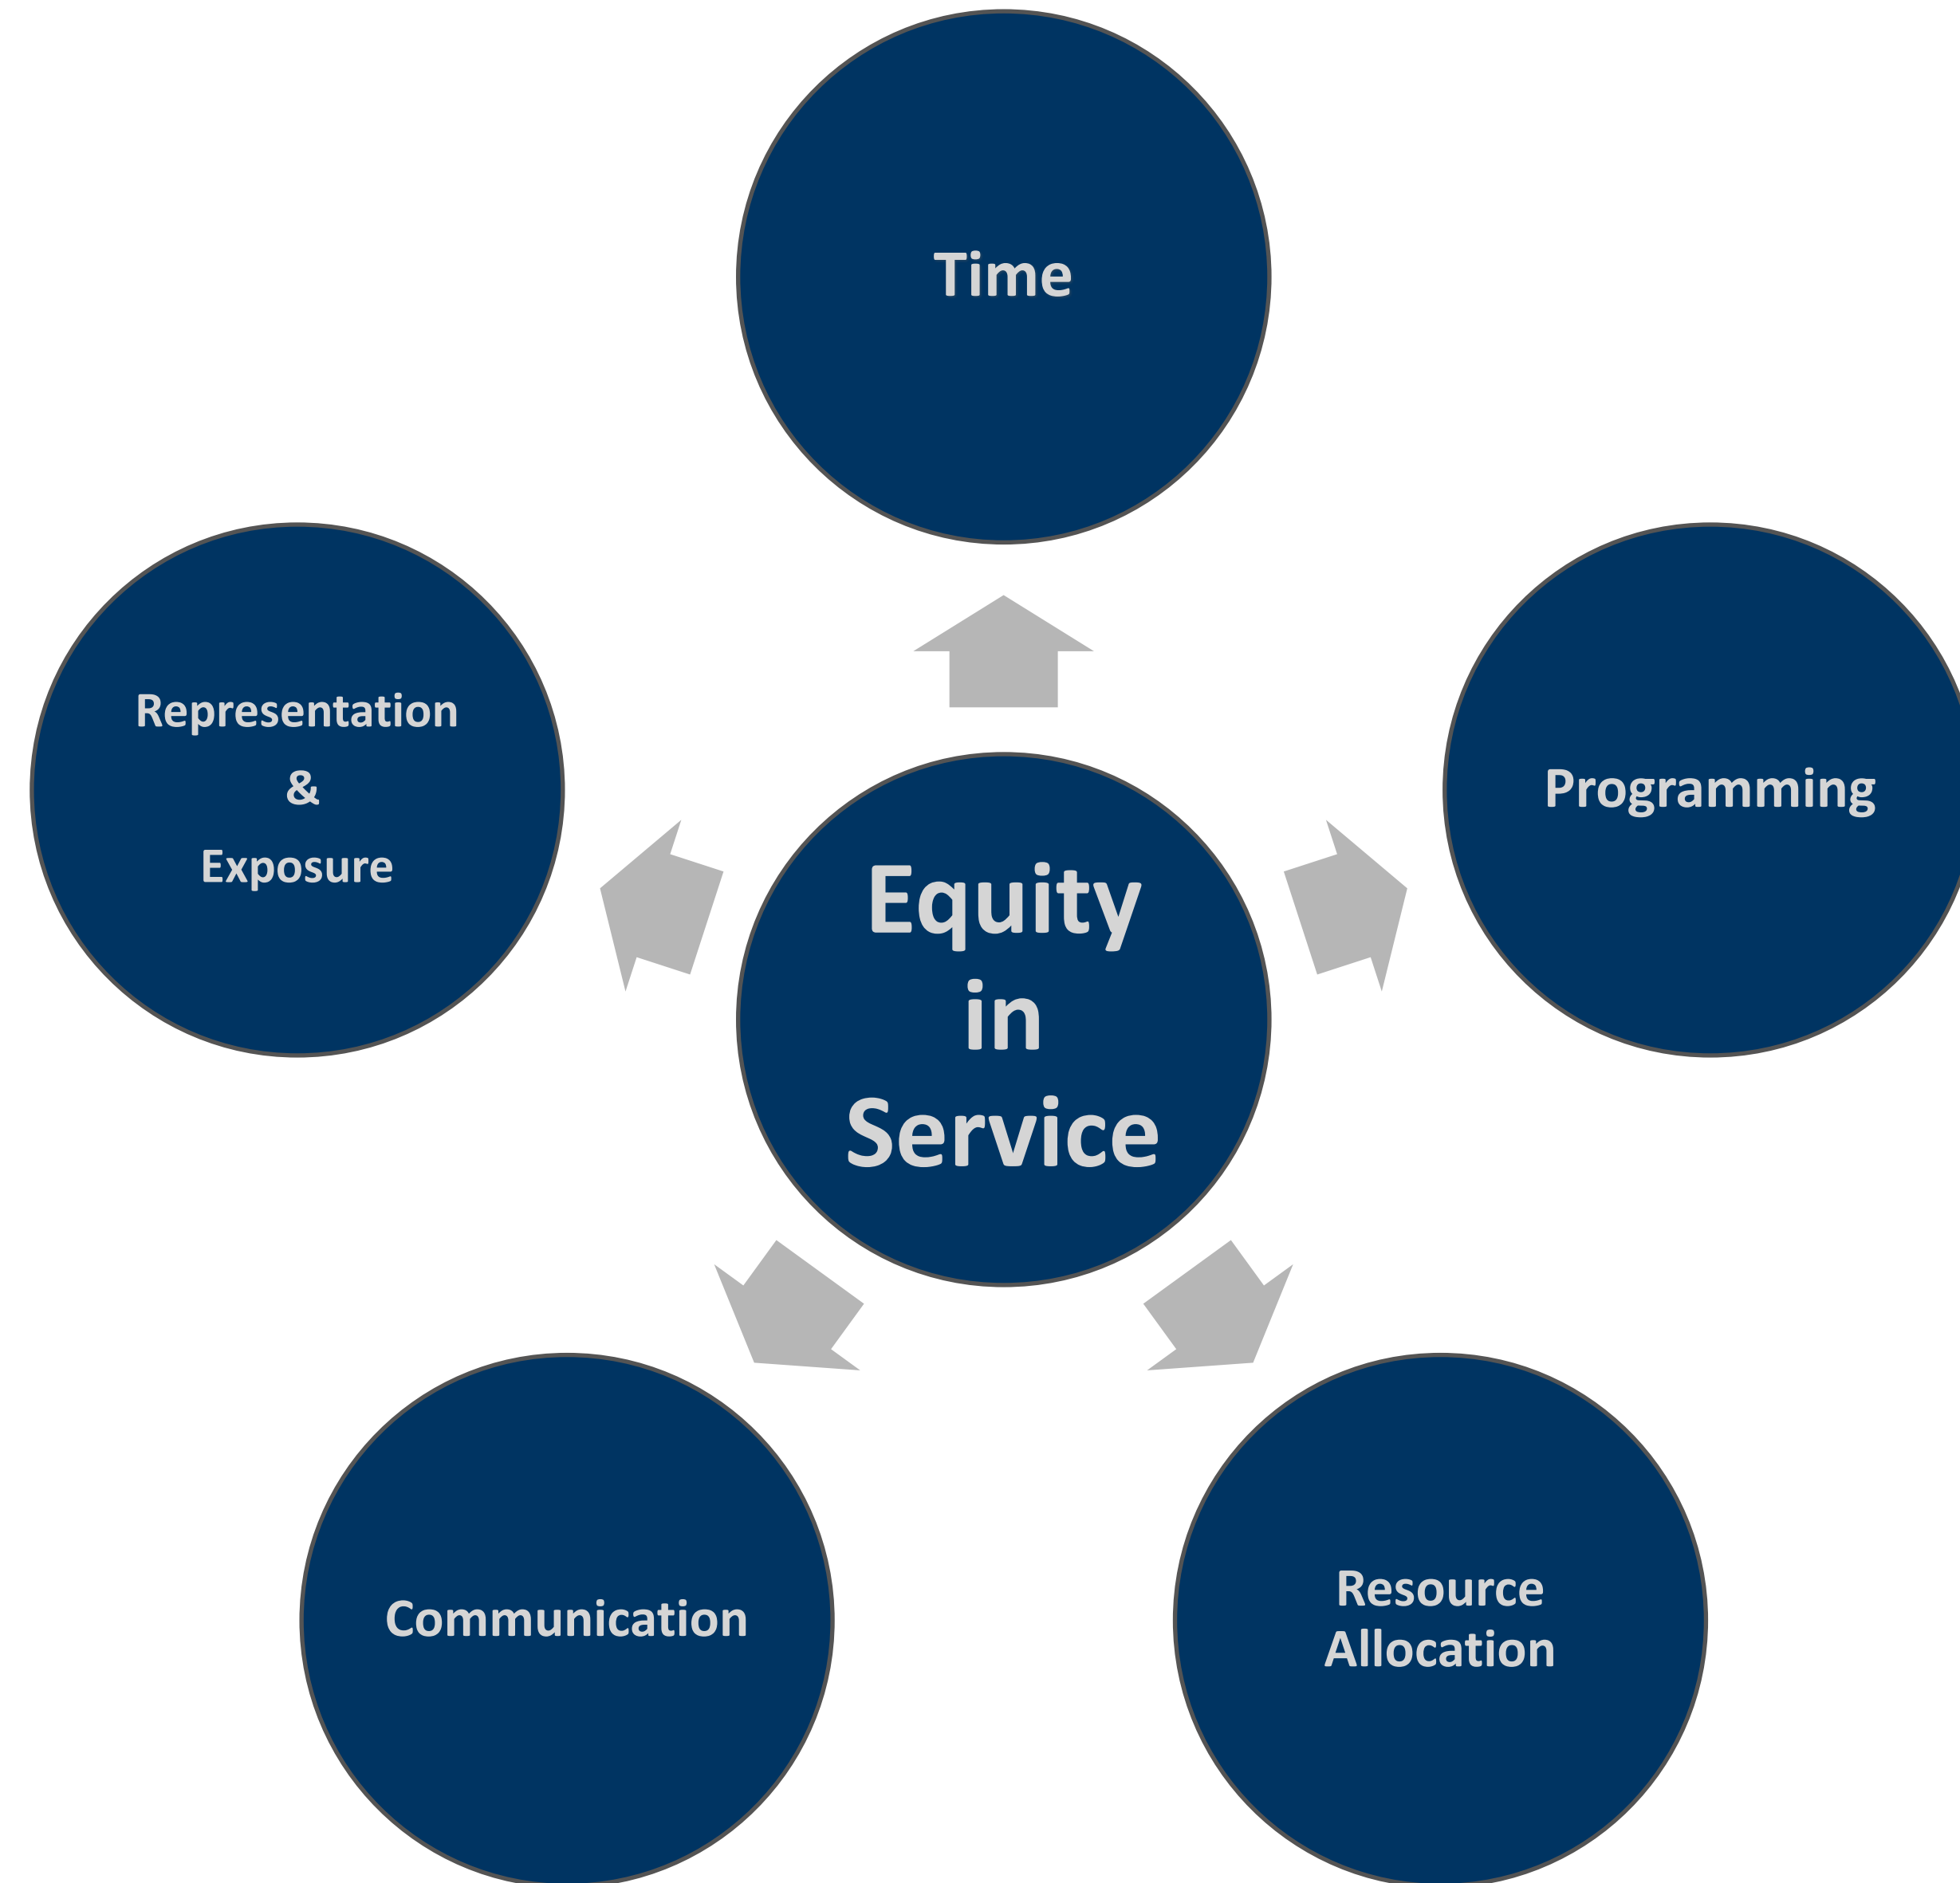 Time
Representation
&
Exposure
Programming
Equity
in
Service
Communication
Resource
Allocation